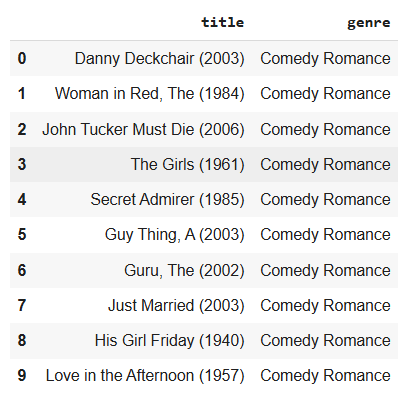 title genre
0 Danny Deckchair (2003) Comedy Romance
1 Woman in Red, The (1984) Comedy Romance
2 John Tucker Must Die (2006) Comedy Romance
3 The Girls (1961) Comedy Romance
4 Secret Admirer (1985) Comedy Romance
5 Guy Thing, A (2003) Comedy Romance
6 Guru, The (2002) Comedy Romance
7 Just Married (2003) Comedy Romance
8 His Girl Friday (1940) Comedy Romance
9 Love in the Afternoon (1957) Comedy Romance